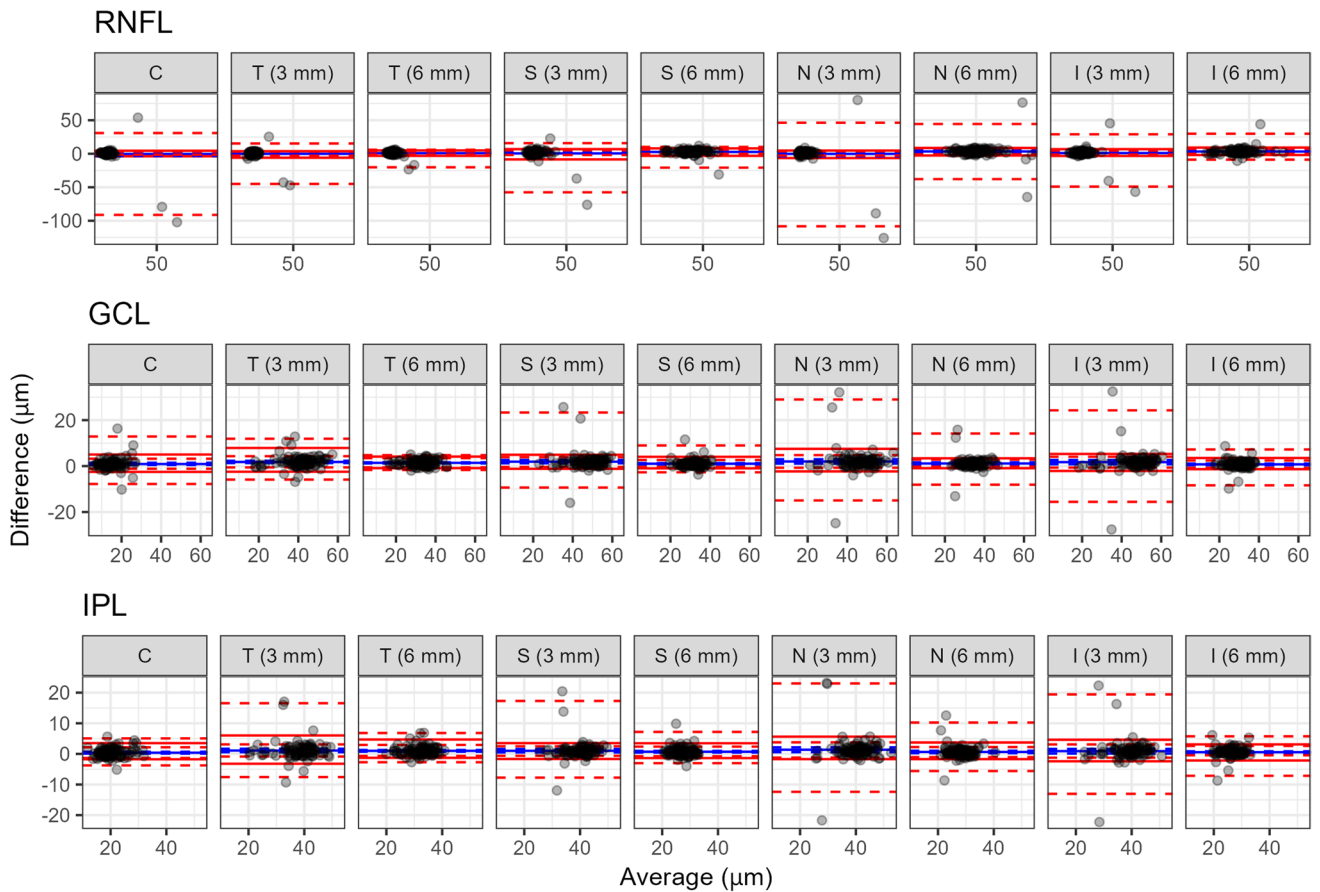 RNFL
C T (3 mm) T (6 mm) S (3 mm) S (6 mm) N (3 mm) N (6 mm) I (3 mm) I (6 mm)
50
0
-50
-100
50 50 50 50 50 50 50 50 50
GCL
C T (3 mm) T (6 mm) S (3 mm) S (6 mm) N (3 mm) N (6 mm) I (3 mm) I (6 mm)
Difference (µm)
20
0
-20
20 40 60 20 40 60 20 40 60 20 40 60 20 40 60 20 40 60 20 40 60 20 40 60 20 40 60
IPL
C T (3 mm) T (6 mm) S (3 mm) S (6 mm) N (3 mm) N (6 mm) I (3 mm) I (6 mm)
20
10
0
-10
-20
20 40 20 40 20 40 20 40 20 40 20 40 20 40 20 40 20 40
Average (µm)